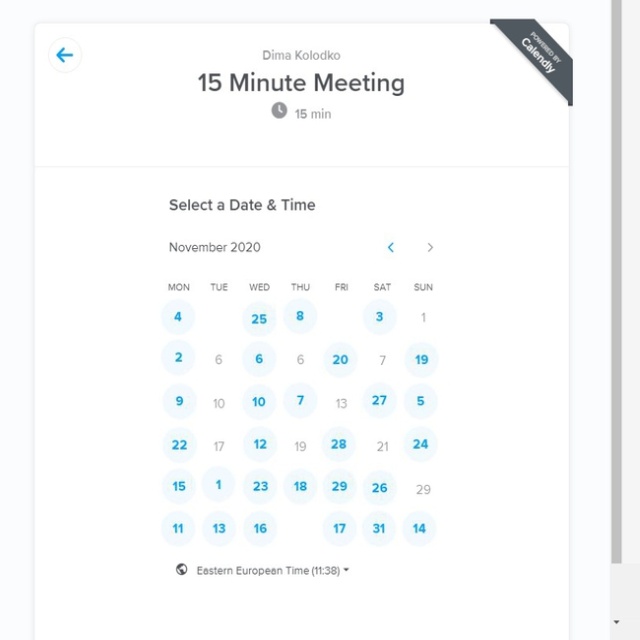 POWERED BY
Calendly
Dima Kolodko
15 Minute Meeting
15 min
Select a Date & Time
November 2020
MON TUE WED THU FRI SAT SUN
4 25 8 3 1
2 6 6 6 20 7 19
9 10 10 7 13 27 5
22 17 12 19 28 21 24
15 1 23 18 29 26 29
11 13 16 17 31 14
Eastern European Time (11:38)